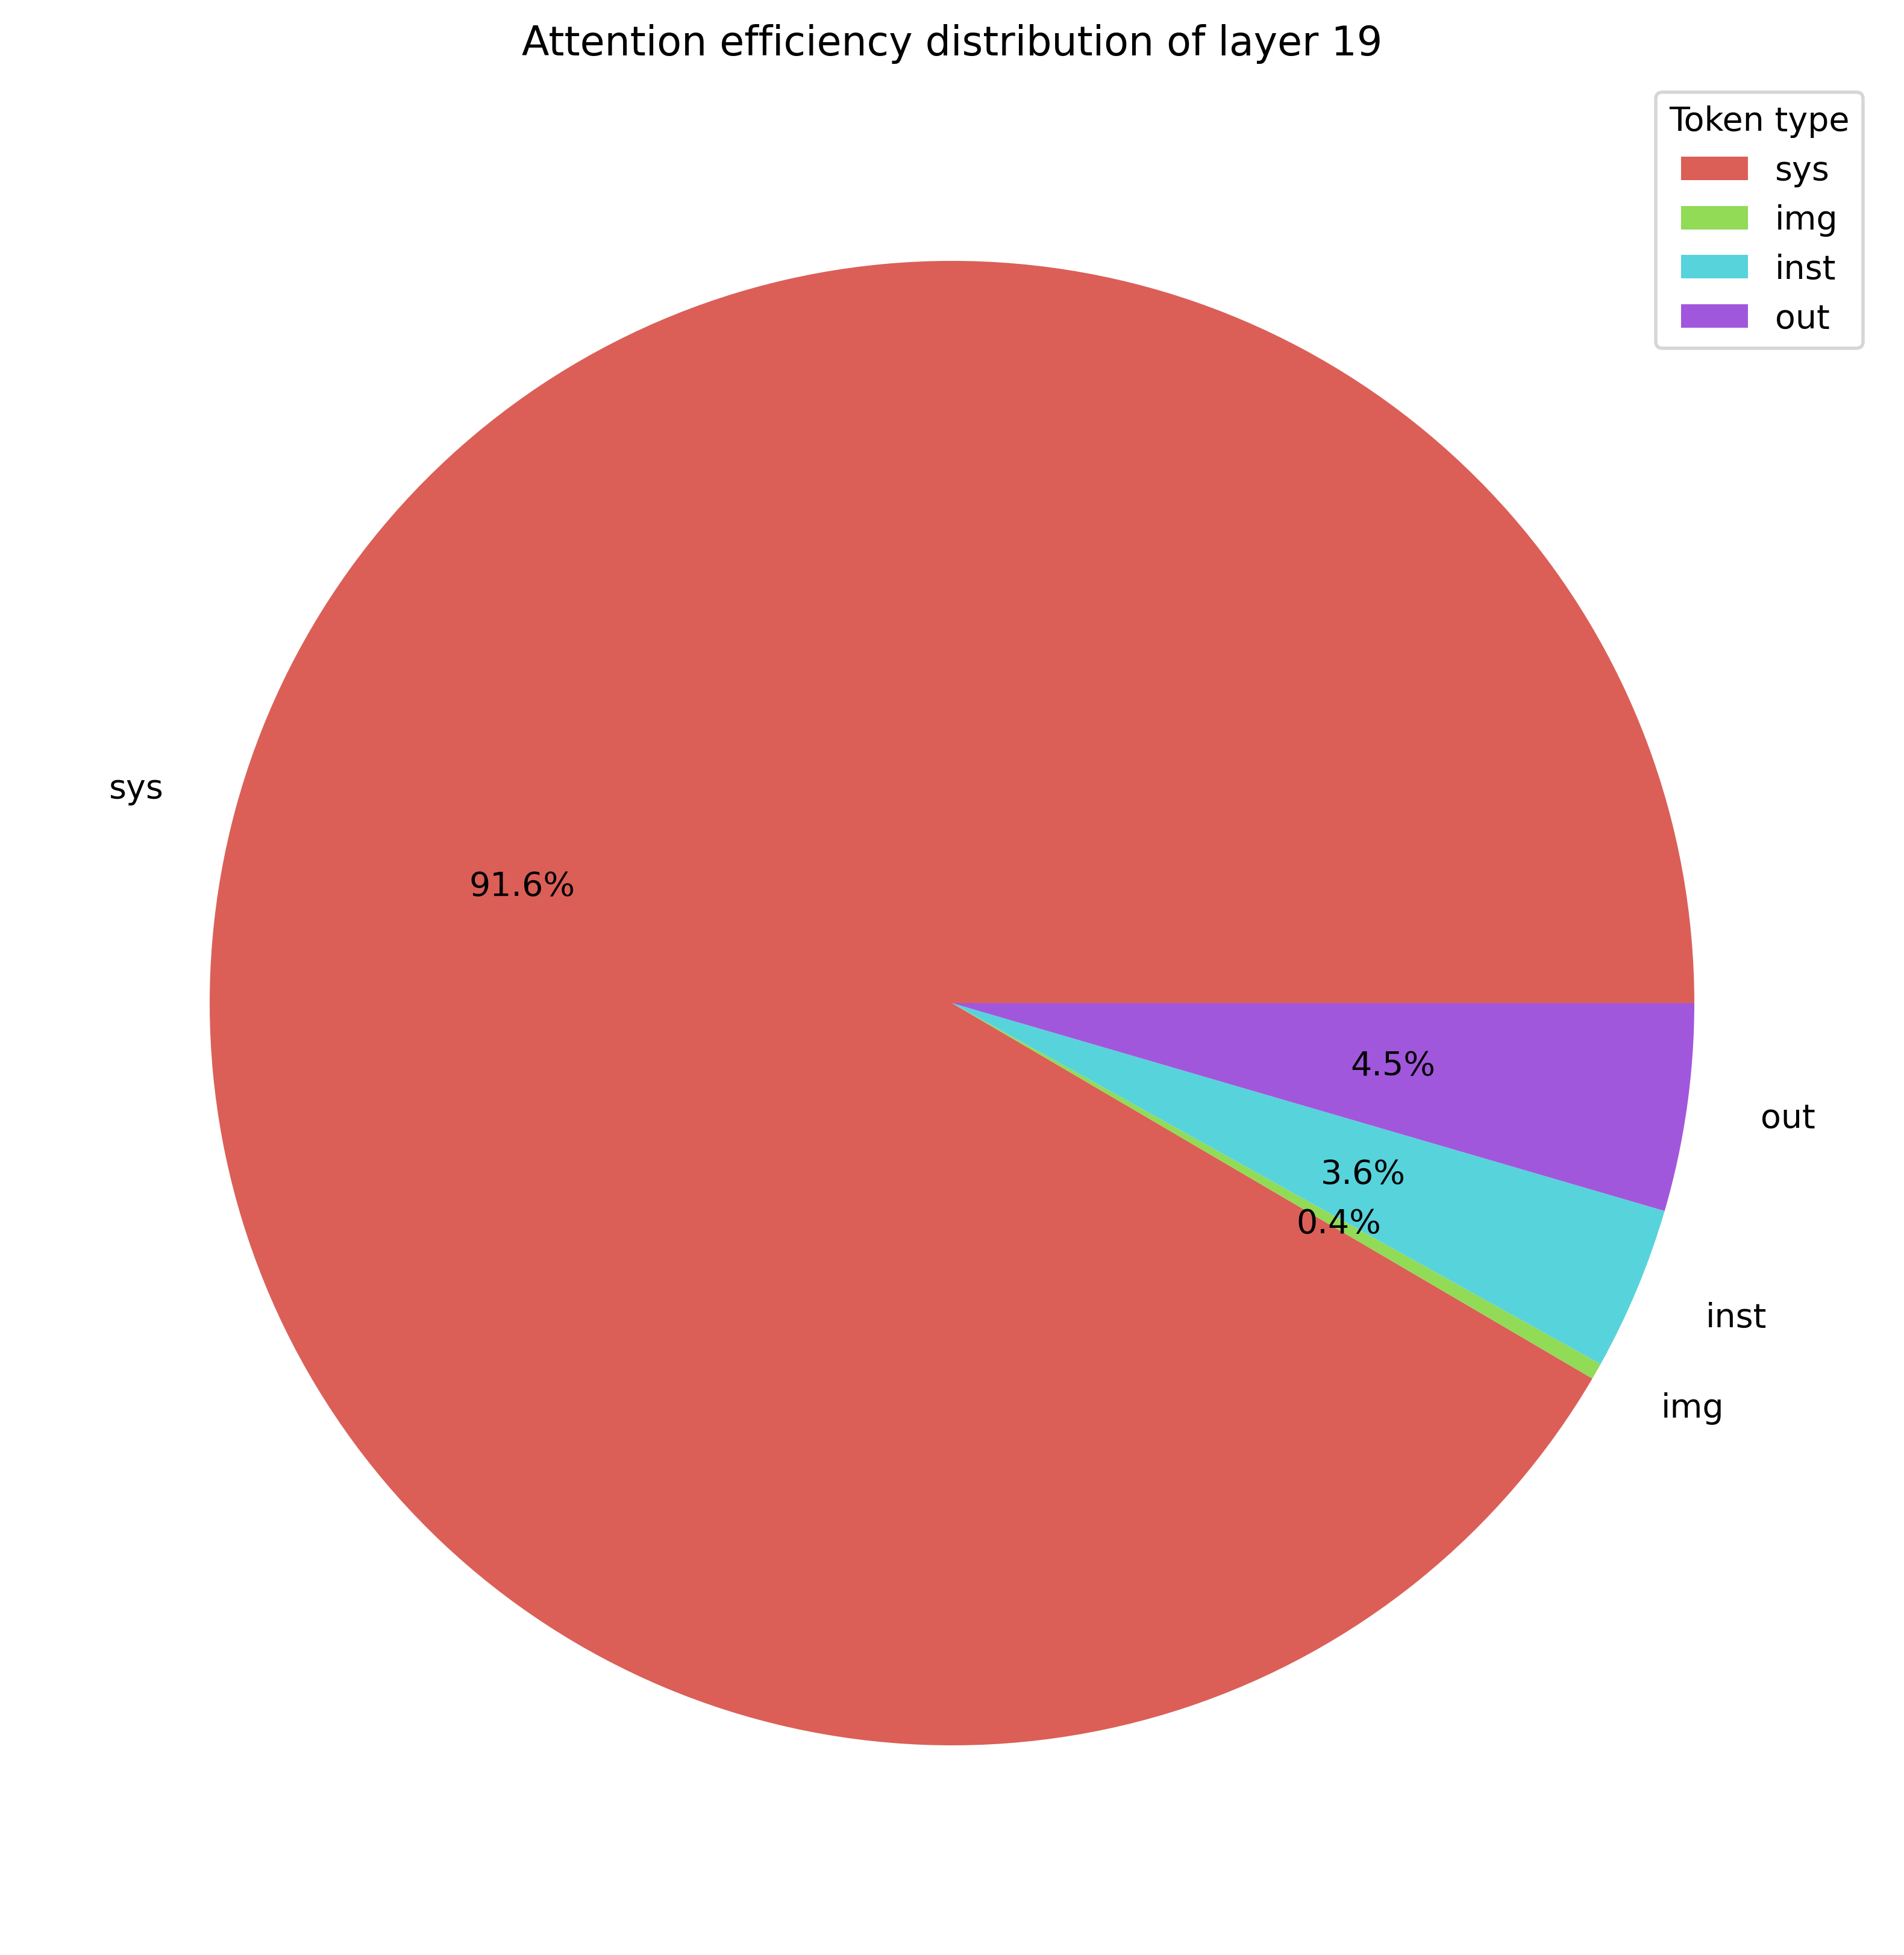 Attention efficiency distribution of layer 19
Token type
sys
img
inst
out
sys
91.6%
4.5%
out
3.6%
0.4%
inst
img